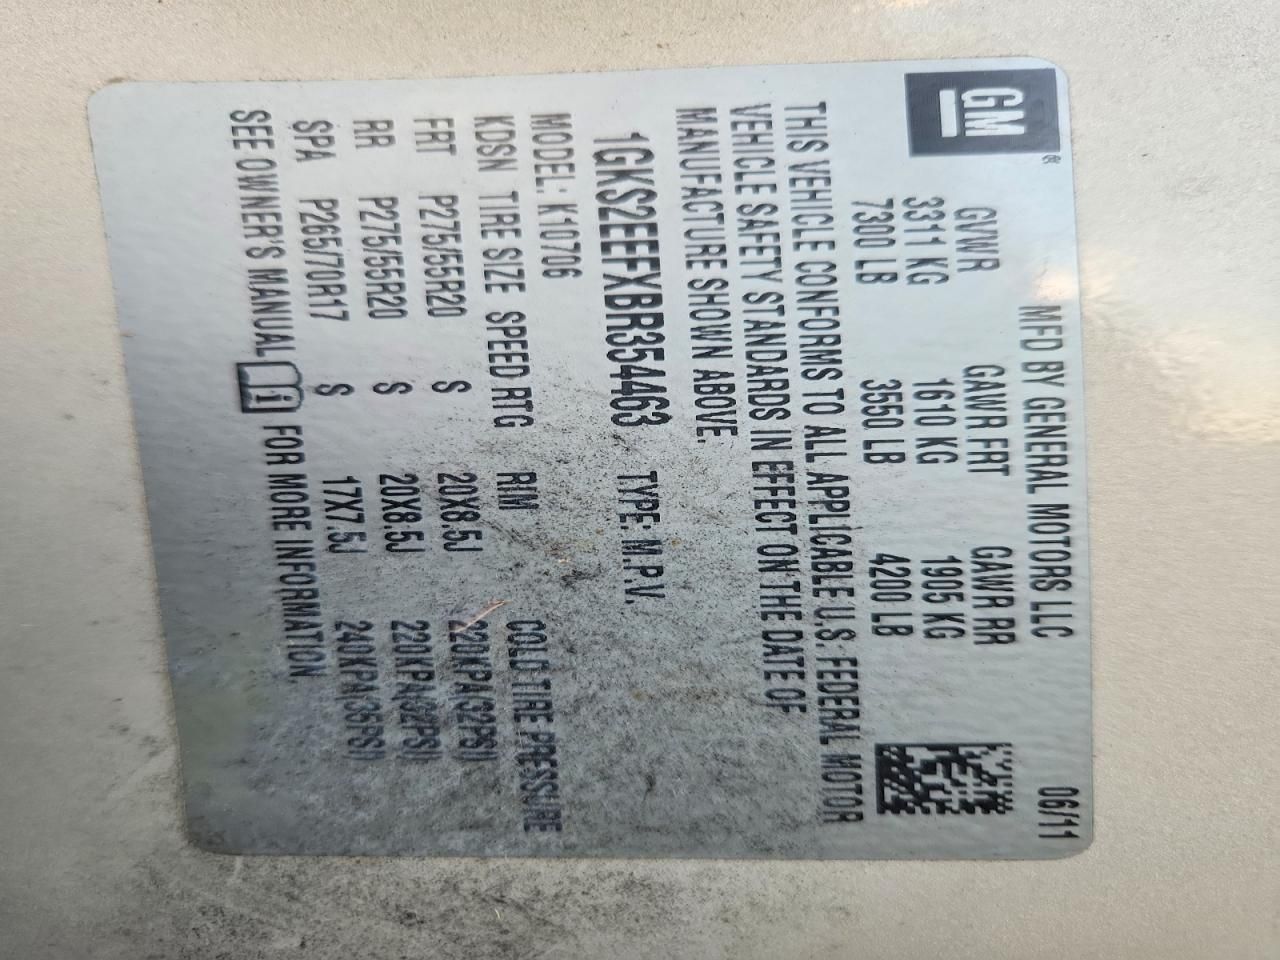 GM
MFD BY GENERAL MOTORS LLC 06/11
GVWR GAWR FRT GAWR RR
3311 KG 1610 KG 1905 KG
7300 LB 3550 LB 4200 LB
THIS VEHICLE CONFORMS TO ALL APPLICABLE U.S. FEDERAL MOTOR
VEHICLE SAFETY STANDARDS IN EFFECT ON THE DATE OF
MANUFACTURE SHOWN ABOVE.
1GKS2EEFXBR354463 TYPE: M.P.V.
MODEL: K10706
KDSN TIRE SIZE SPEED RTG RIM COLD TIRE PRESSURE
FRT P275/55R20 S 20X8.5J 220KPA(32PSI)
RR P275/55R20 S 20X8.5J 220KPA(32PSI)
SPA P265/70R17 S 17X7.5J 240KPA(35PSI)
SEE OWNER'S MANUAL i FOR MORE INFORMATION